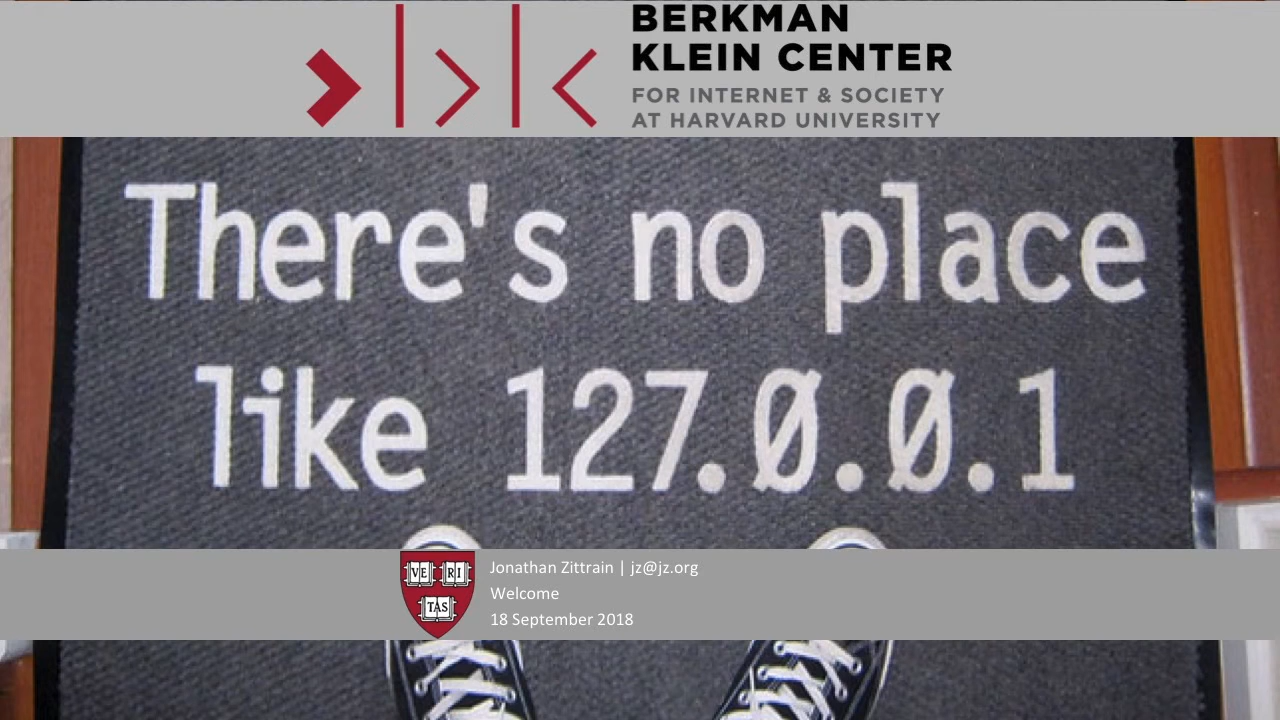 BERKMAN
KLEIN CENTER
FOR INTERNET & SOCIETY
AT HARVARD UNIVERSITY
There's no place
like 127.0.0.1
VE RI
TAS
Jonathan Zittrain | jz@jz.org
Welcome
18 September 2018